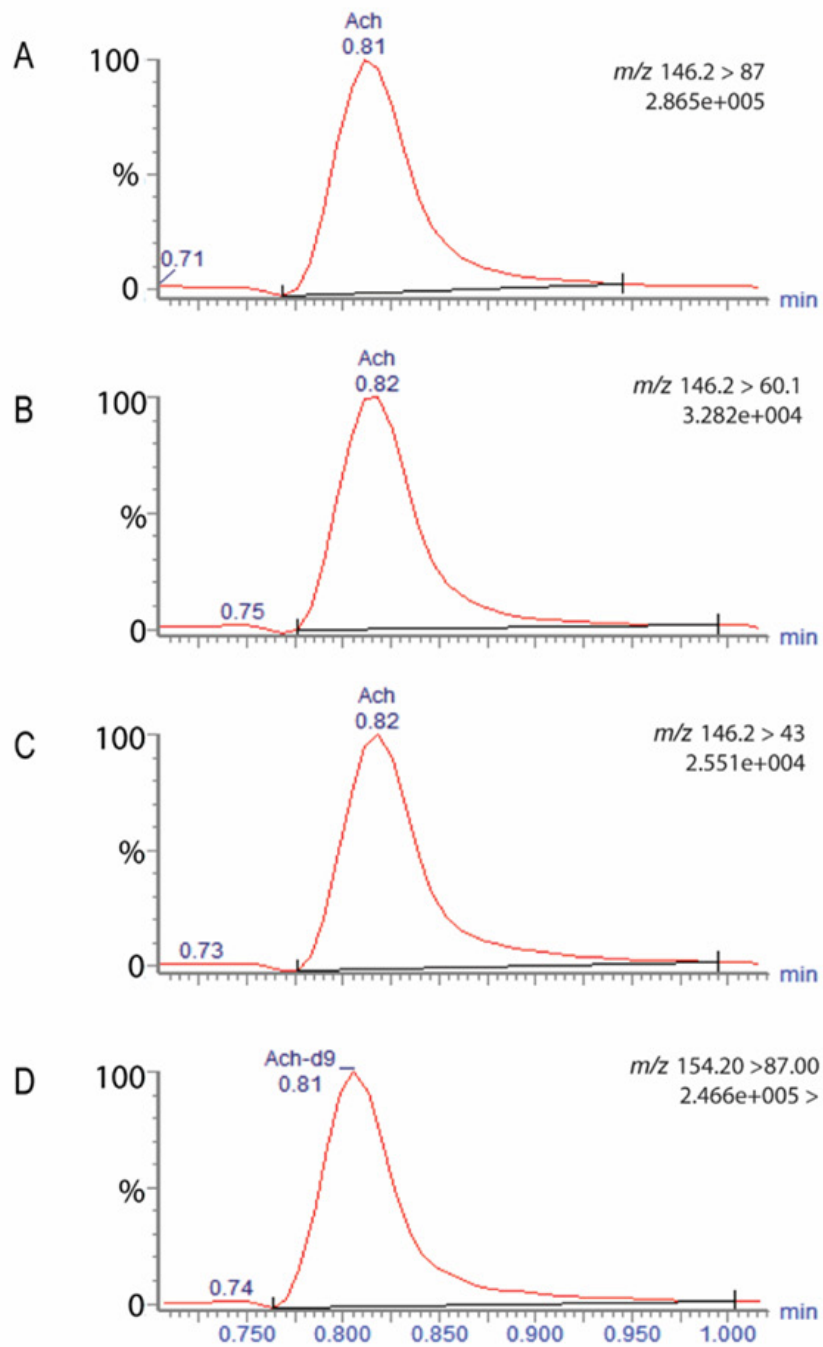 A
Ach
0.81
100
m/z 146.2 > 87
2.865e+005
%
0.71
0
min
B
Ach
0.82
100
m/z 146.2 > 60.1
3.282e+004
%
0.75
0
min
C
Ach
0.82
100
m/z 146.2 > 43
2.551e+004
%
0.73
0
min
D
Ach-d9
0.81
100
m/z 154.20 >87.00
2.466e+005 >
%
0.74
0
min
0.750 0.800 0.850 0.900 0.950 1.000